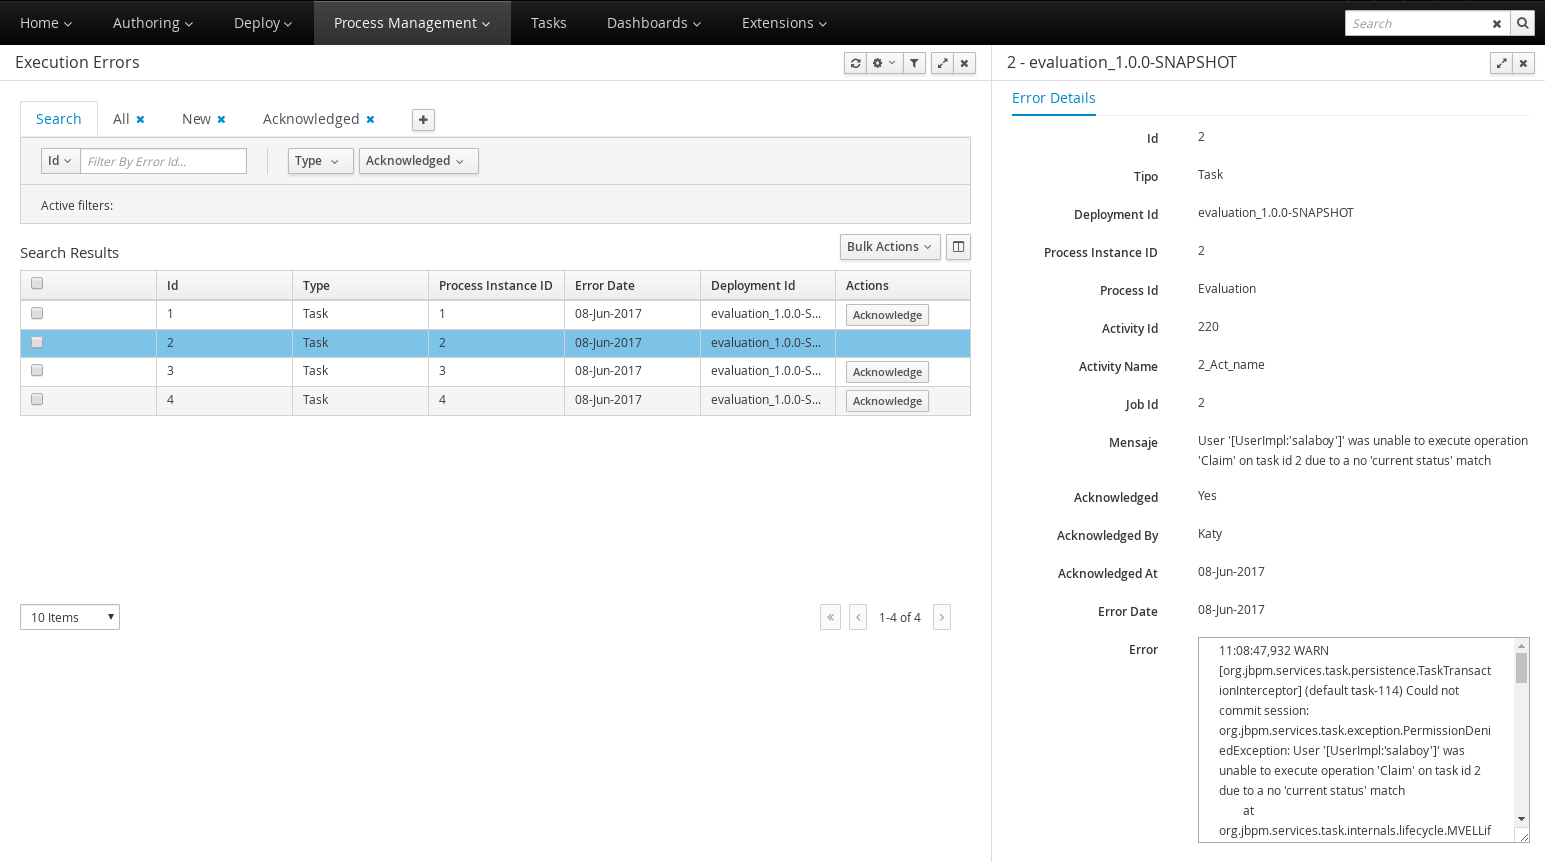 Home Authoring Deploy Process Management Tasks Dashboards Extensions Search
Execution Errors
Search All New Acknowledged
Id Filter By Error Id... Type Acknowledged
Active filters:
Search Results Bulk Actions
Id Type Process Instance ID Error Date Deployment Id Actions
1 Task 1 08-Jun-2017 evaluation_1.0.0-S... Acknowledge
2 Task 2 08-Jun-2017 evaluation_1.0.0-S...
3 Task 3 08-Jun-2017 evaluation_1.0.0-S... Acknowledge
4 Task 4 08-Jun-2017 evaluation_1.0.0-S... Acknowledge
10 Items 1-4 of 4
2 - evaluation_1.0.0-SNAPSHOT
Error Details
Id 2
Tipo Task
Deployment Id evaluation_1.0.0-SNAPSHOT
Process Instance ID 2
Process Id Evaluation
Activity Id 220
Activity Name 2_Act_name
Job Id 2
Mensaje User '[UserImpl:'salaboy']' was unable to execute operation
'Claim' on task id 2 due to a no 'current status' match
Acknowledged Yes
Acknowledged By Katy
Acknowledged At 08-Jun-2017
Error Date 08-Jun-2017
Error 11:08:47,932 WARN
[org.jbpm.services.task.persistence.TaskTransact
ionInterceptor] (default task-114) Could not
commit session:
org.jbpm.services.task.exception.PermissionDeni
edException: User '[UserImpl:'salaboy']' was
unable to execute operation 'Claim' on task id 2
due to a no 'current status' match
at
org.jbpm.services.task.internals.lifecycle.MVELLif